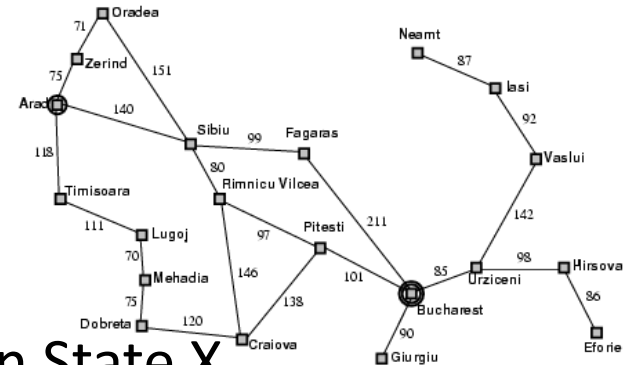 Oradea
71
Neamt
Zerind
87
75
151
Iasi
Arad
140
92
Sibiu
Fagaras
99
118
80
Vaslui
Timisoara
Rimnicu Vilcea
111
211
142
Lugoj
97
Pitesti
70
98
Hirsova
Mehadia
146
101
85
Urziceni
75
138
86
Bucharest
Dobreta
120
90
Craiova
Eforie
Giurgiu
n State X